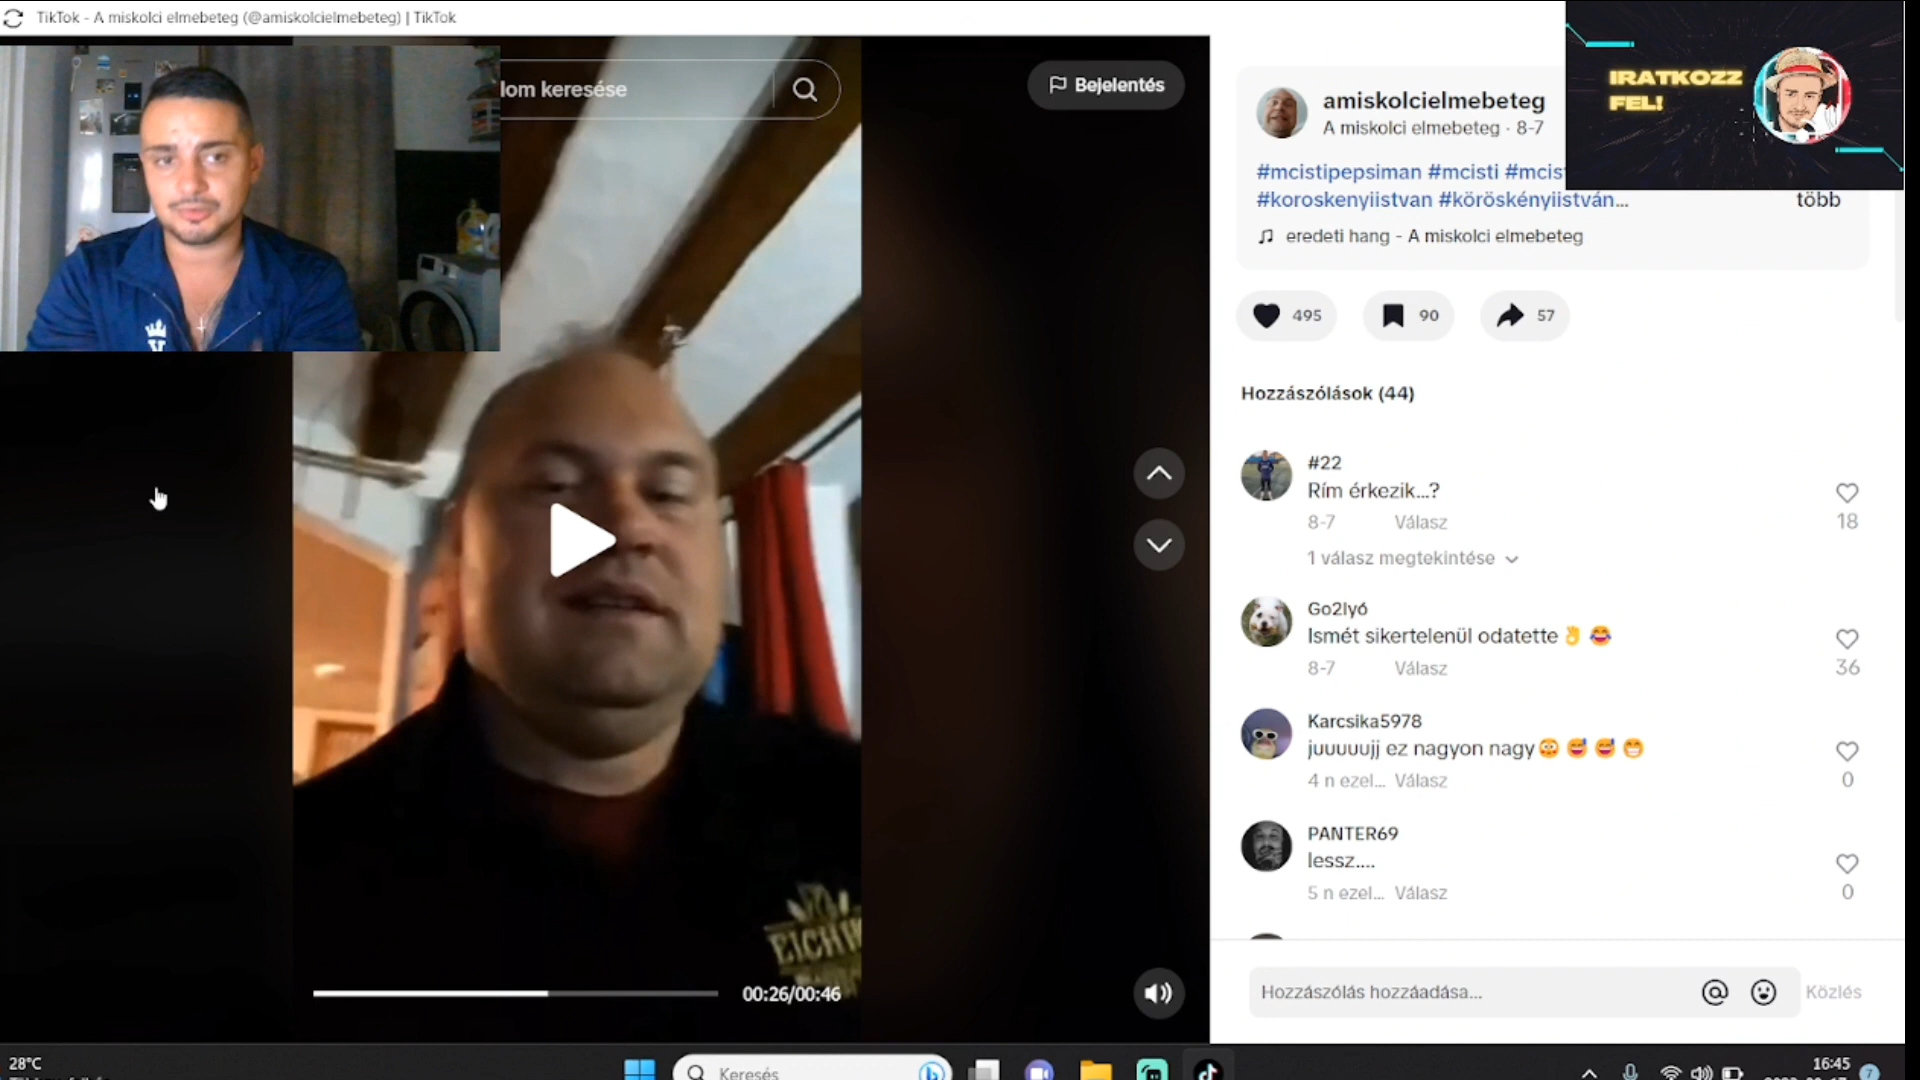 TikTok - A miskolci elmebeteg (@amiskolcielmebeteg) | TikTok
lom keresése
Bejelentés
IRATKOZZ
FEL!
amiskolcielmebeteg
A miskolci elmebeteg · 8-7
#mcistipepsiman #mcisti #mcist
#koroskenyiistvan #köröskényiistván...
több
eredeti hang - A miskolci elmebeteg
495
90
57
Hozzászólások (44)
#22
Rím érkezik...?
8-7 Válasz
18
1 válasz megtekintése
Go2lyó
Ismét sikertelenül odatette👌😂
8-7 Válasz
36
Karcsika5978
juuuuujj ez nagyon nagy😳😅😅😁
4 n ezel... Válasz
0
PANTER69
lessz....
5 n ezel... Válasz
0
00:26/00:46
Hozzászólás hozzáadása...
Közlés
28°C
Keresés
16:45
7